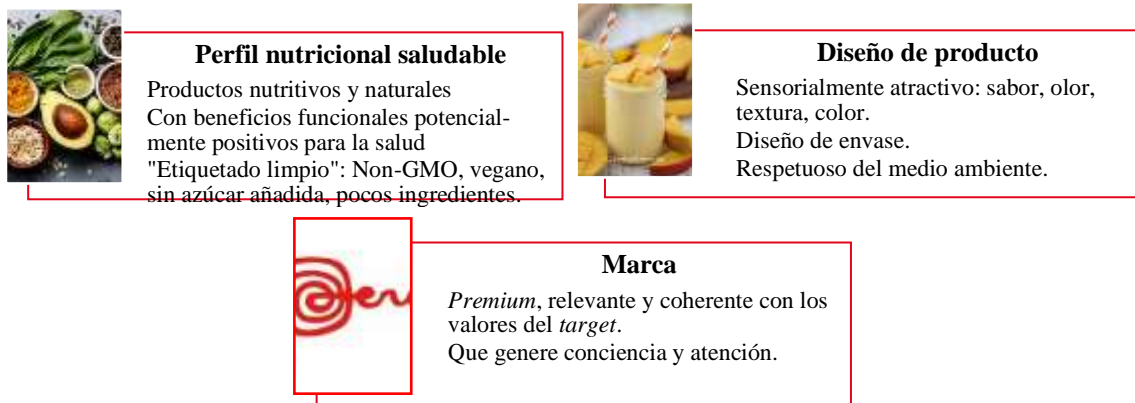 Perfil nutricional saludable
Productos nutritivos y naturales
Con beneficios funcionales potencial-
mente positivos para la salud
"Etiquetado limpio": Non-GMO, vegano,
sin azúcar añadida, pocos ingredientes.
Diseño de producto
Sensorialmente atractivo: sabor, olor,
textura, color.
Diseño de envase.
Respetuoso del medio ambiente.
Perú
Marca
Premium, relevante y coherente con los
valores del target.
Que genere conciencia y atención.